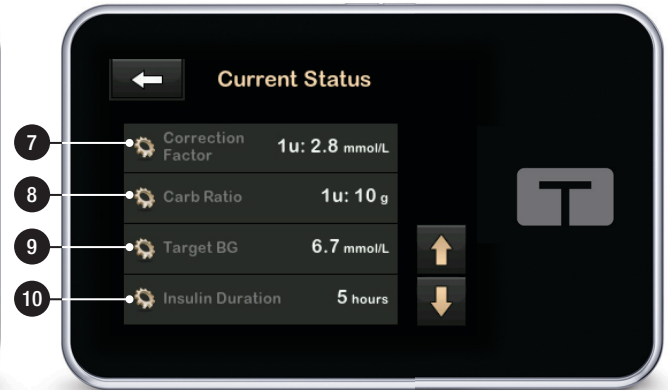 Current Status
7
Correction
Factor
1u: 2.8 mmol/L
8
Carb Ratio
1u: 10 g
9
Target BG
6.7 mmol/L
10
Insulin Duration
5 hours